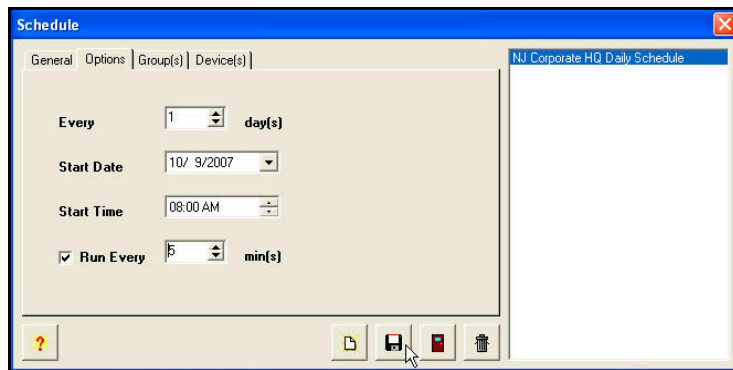 Schedule
General Options Group(s) Device(s)
NJ Corporate HQ Daily Schedule
Every 1 day(s)
Start Date 10/ 9/2007
Start Time 08:00 AM
Run Every 5 min(s)
?